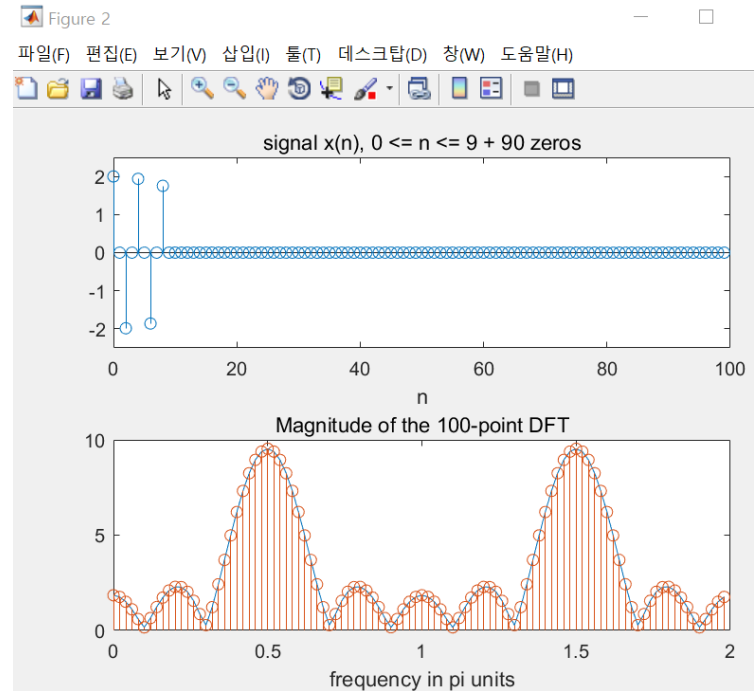 Figure 2
파일(F) 편집(E) 보기(V) 삽입(I) 툴(T) 데스크탑(D) 창(W) 도움말(H)
signal x(n), 0 <= n <= 9 + 90 zeros
2
1
0
-1
-2
0 20 40 60 80 100
n
Magnitude of the 100-point DFT
10
5
0
0 0.5 1 1.5 2
frequency in pi units